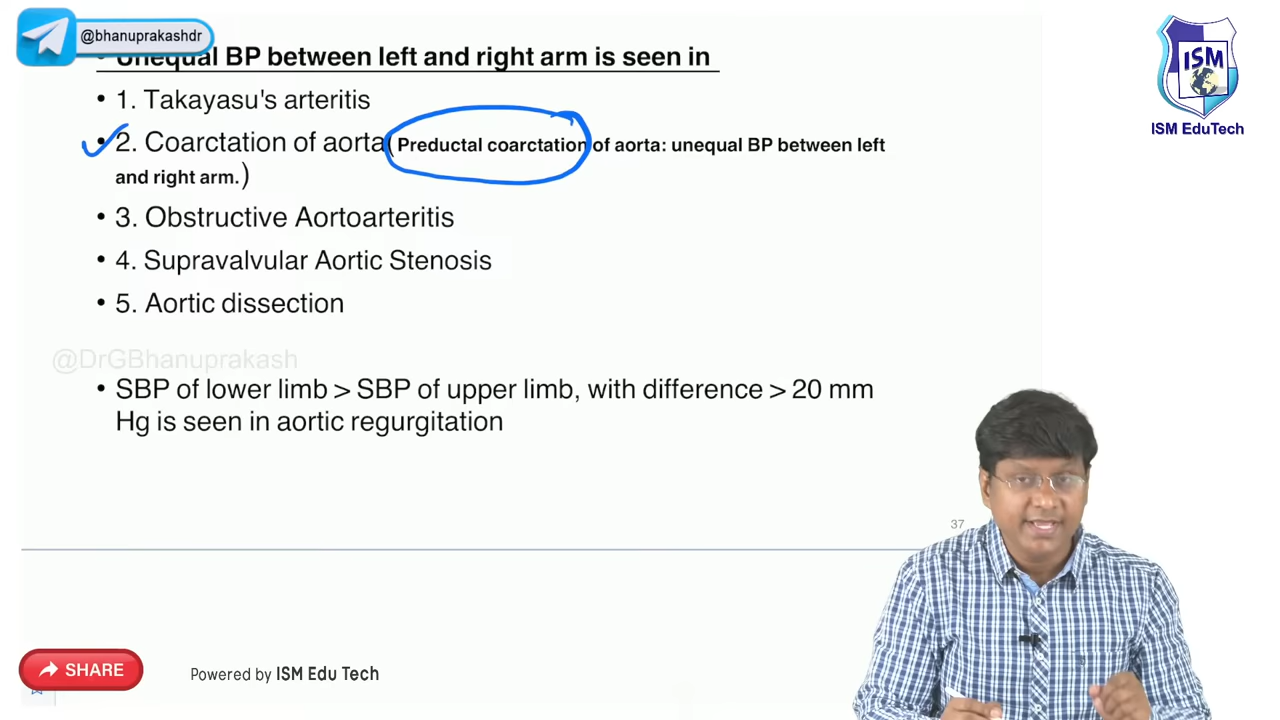 @bhanuprakashdr
• Unequal BP between left and right arm is seen in
ISM
ISM EduTech
• 1. Takayasu's arteritis
• 2. Coarctation of aorta( Preductal coarctation of aorta: unequal BP between left
and right arm.)
• 3. Obstructive Aortoarteritis
• 4. Supravalvular Aortic Stenosis
• 5. Aortic dissection
@DrGBhanuprakash
• SBP of lower limb > SBP of upper limb, with difference > 20 mm
Hg is seen in aortic regurgitation
37
SHARE
Powered by ISM Edu Tech